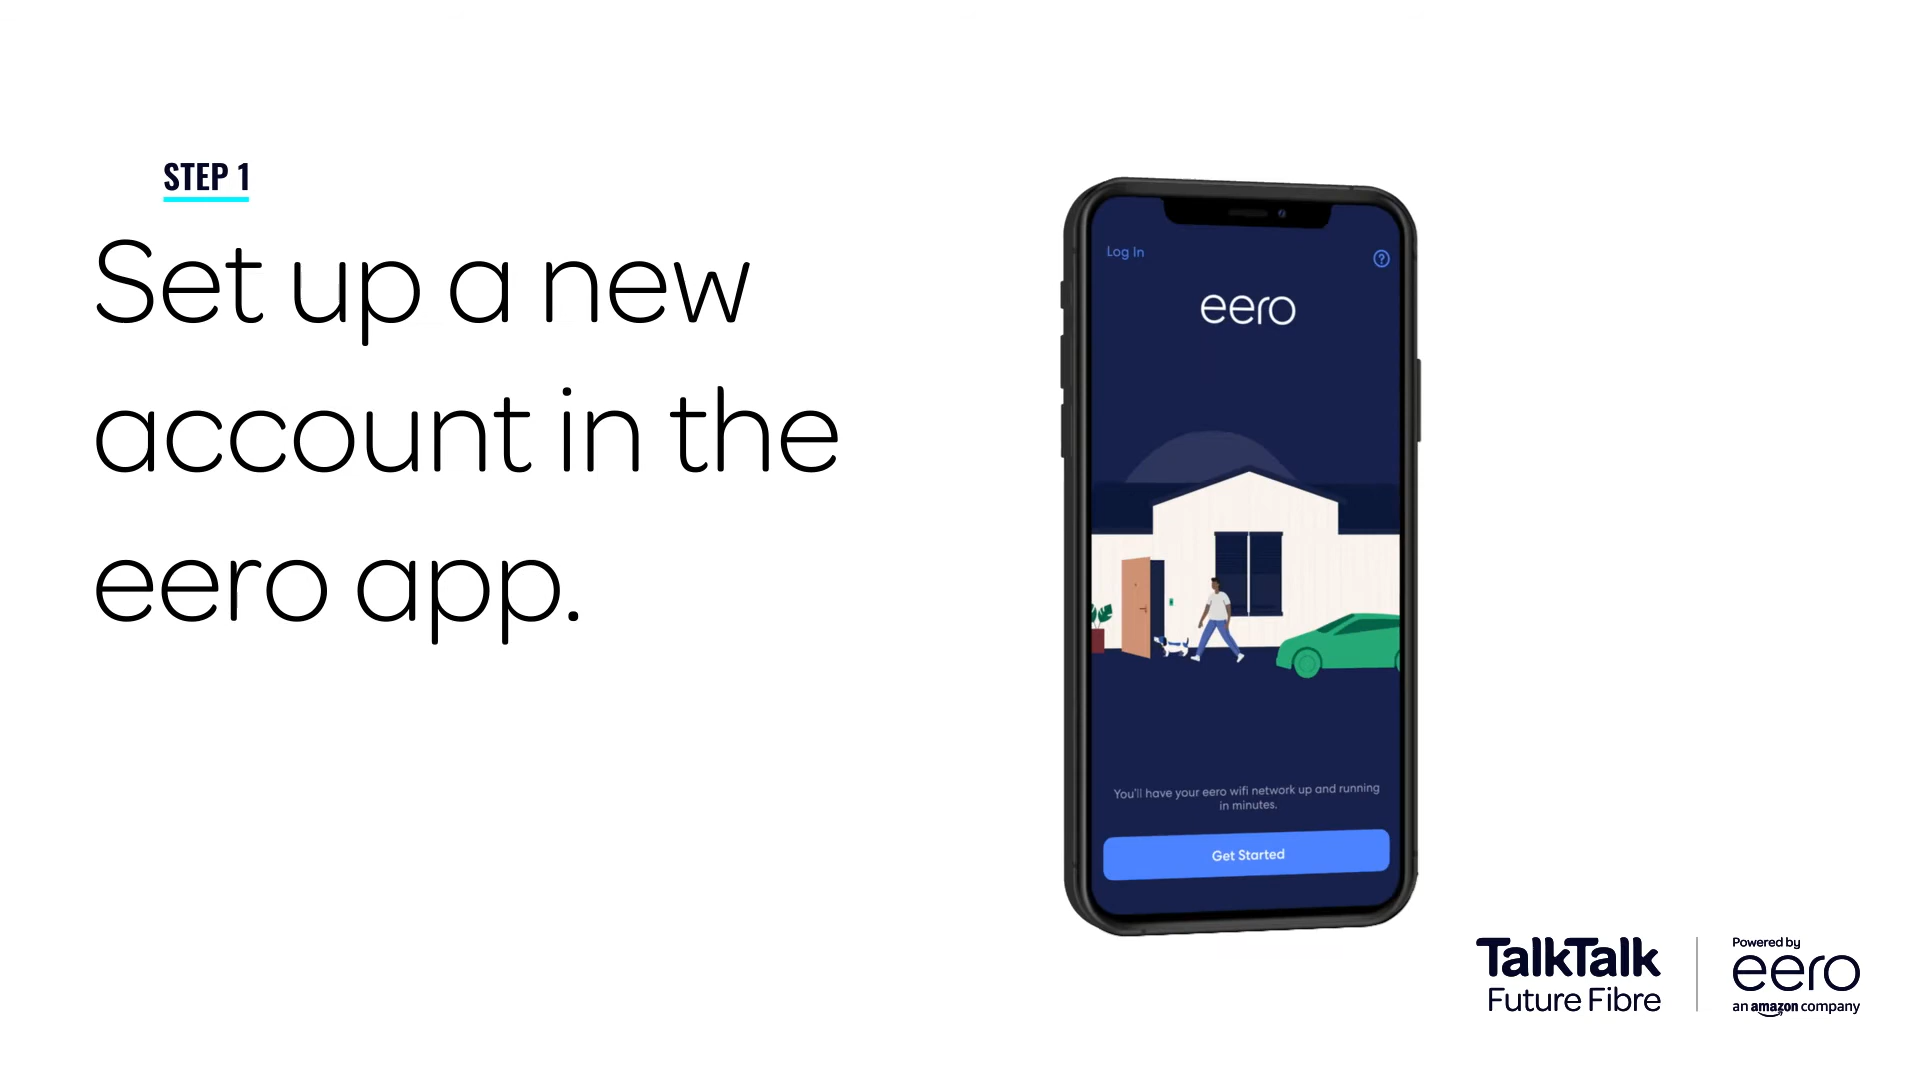 STEP 1
Set up a new
account in the
eero app.
Log In
?
eero
You'll have your eero wifi network up and running
in minutes.
Get Started
TalkTalk
Future Fibre
Powered by
eero
an amazon company